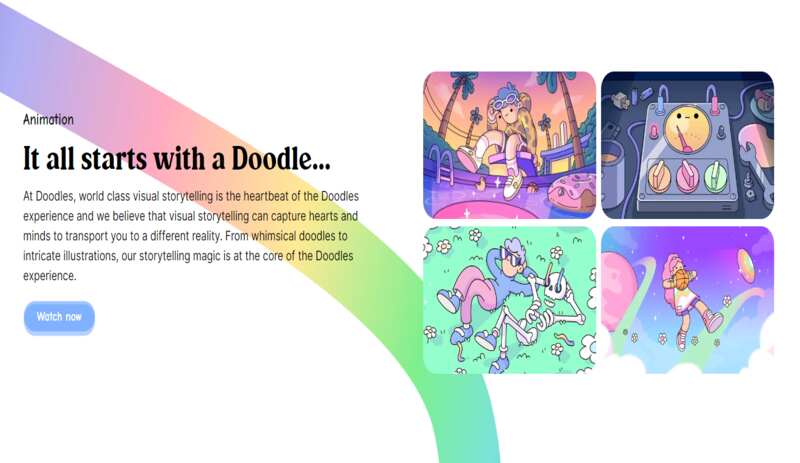 Animation
It all starts with a Doodle...
At Doodles, world class visual storytelling is the heartbeat of the Doodles
experience and we believe that visual storytelling can capture hearts and
minds to transport you to a different reality. From whimsical doodles to
intricate illustrations, our storytelling magic is at the core of the Doodles
experience.
Watch now